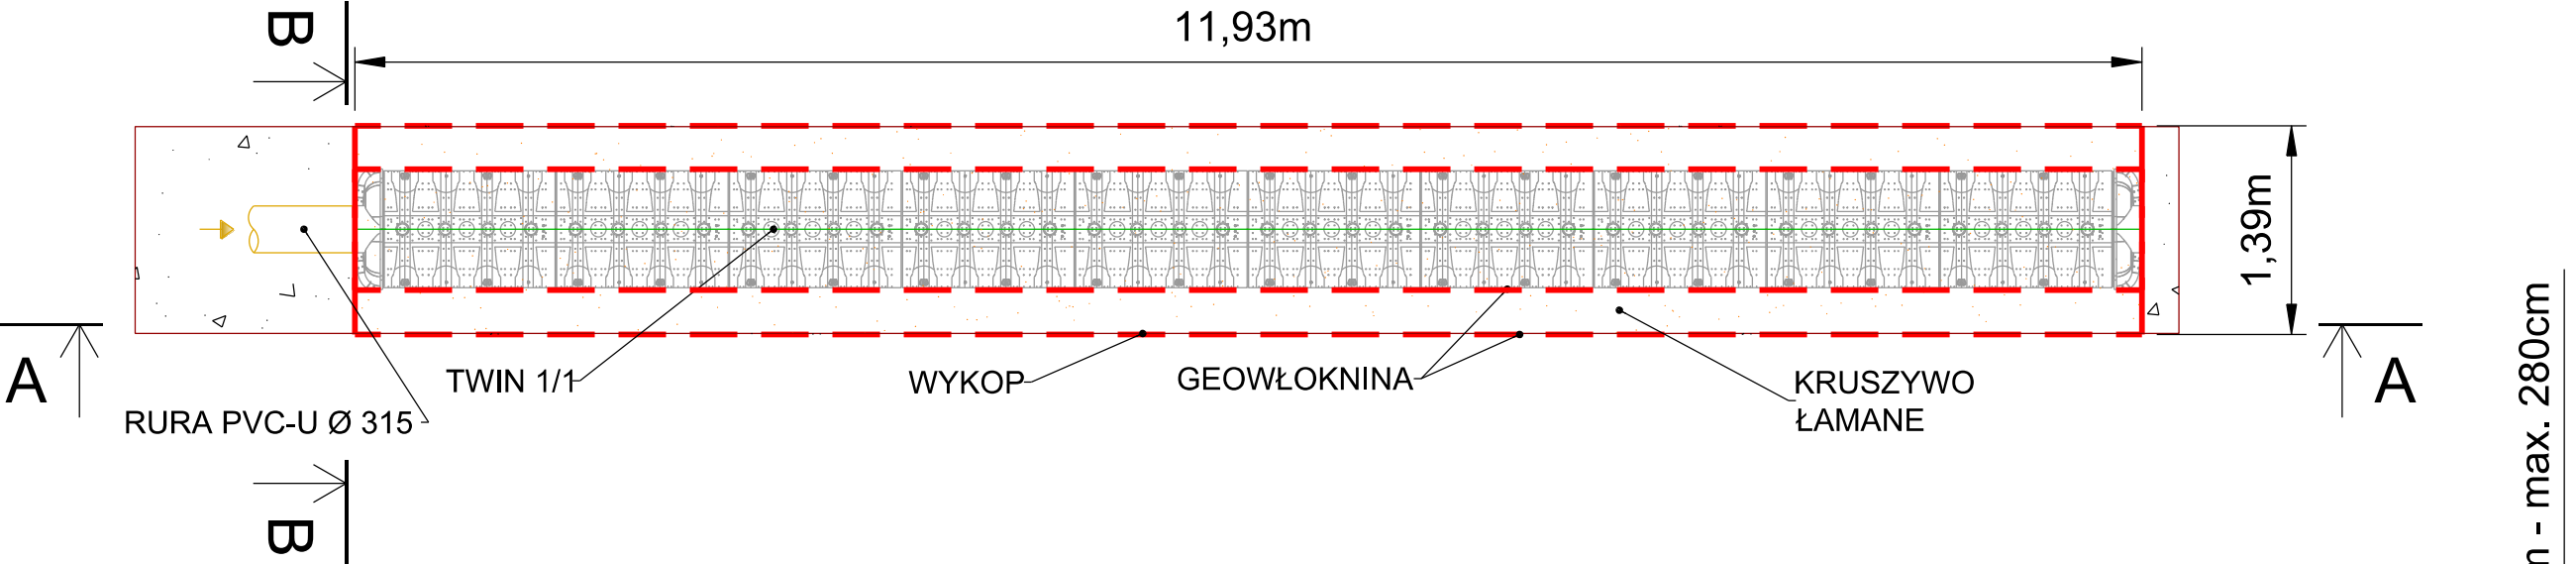 B
11,93m
1,39m
TWIN 1/1
WYKOP
GEOWŁOKNINA
KRUSZYWO
ŁAMANE
A
A
RURA PVC-U Ø 315
B
- max. 280cm